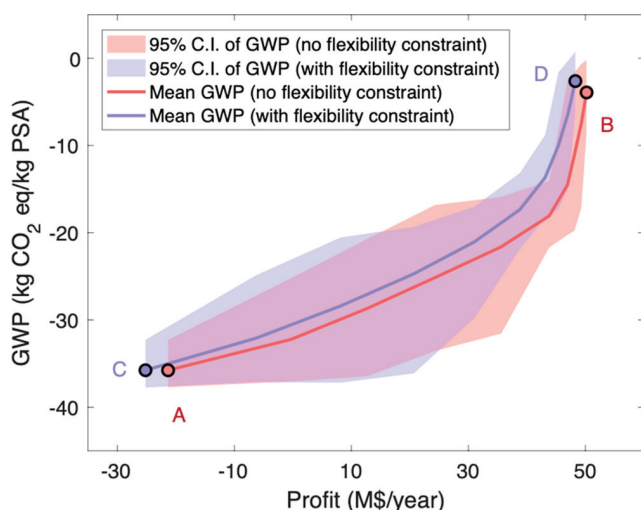 0
-10
-20
-30
-40
GWP (kg CO2 eq/kg PSA)
95% C.I. of GWP (no flexibility constraint)
95% C.I. of GWP (with flexibility constraint)
Mean GWP (no flexibility constraint)
Mean GWP (with flexibility constraint)
D
B
C
A
-30
-10
10
30
50
Profit (M$/year)